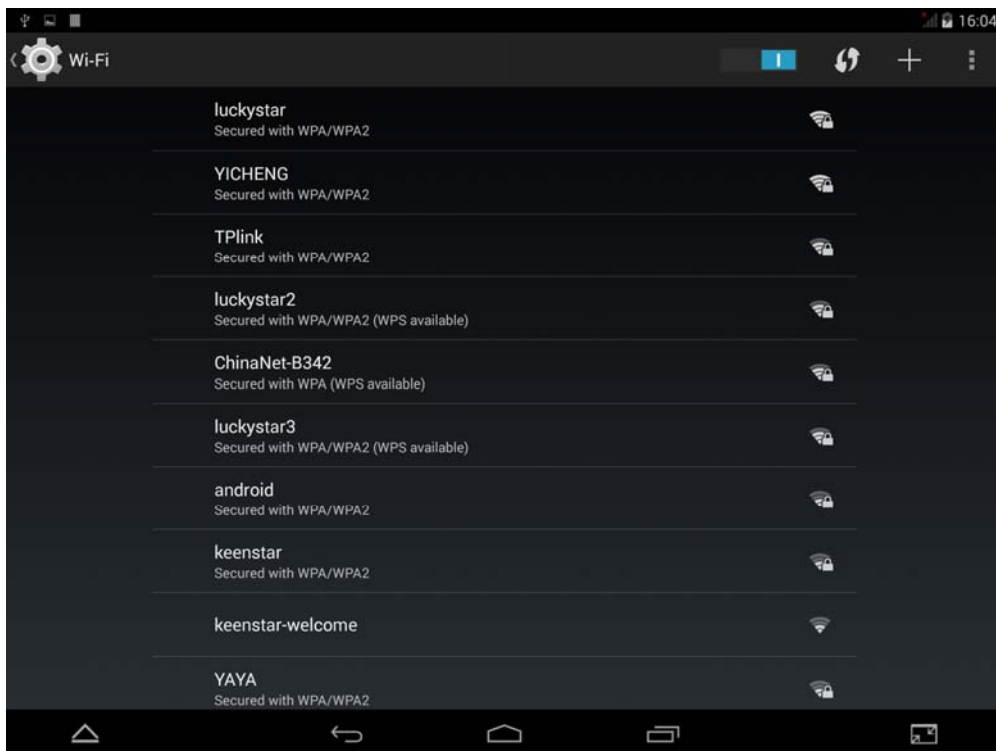 16:04
Wi-Fi
luckystar
Secured with WPA/WPA2
YICHENG
Secured with WPA/WPA2
TPlink
Secured with WPA/WPA2
luckystar2
Secured with WPA/WPA2 (WPS available)
ChinaNet-B342
Secured with WPA (WPS available)
luckystar3
Secured with WPA/WPA2 (WPS available)
android
Secured with WPA/WPA2
keenstar
Secured with WPA/WPA2
keenstar-welcome
YAYA
Secured with WPA/WPA2